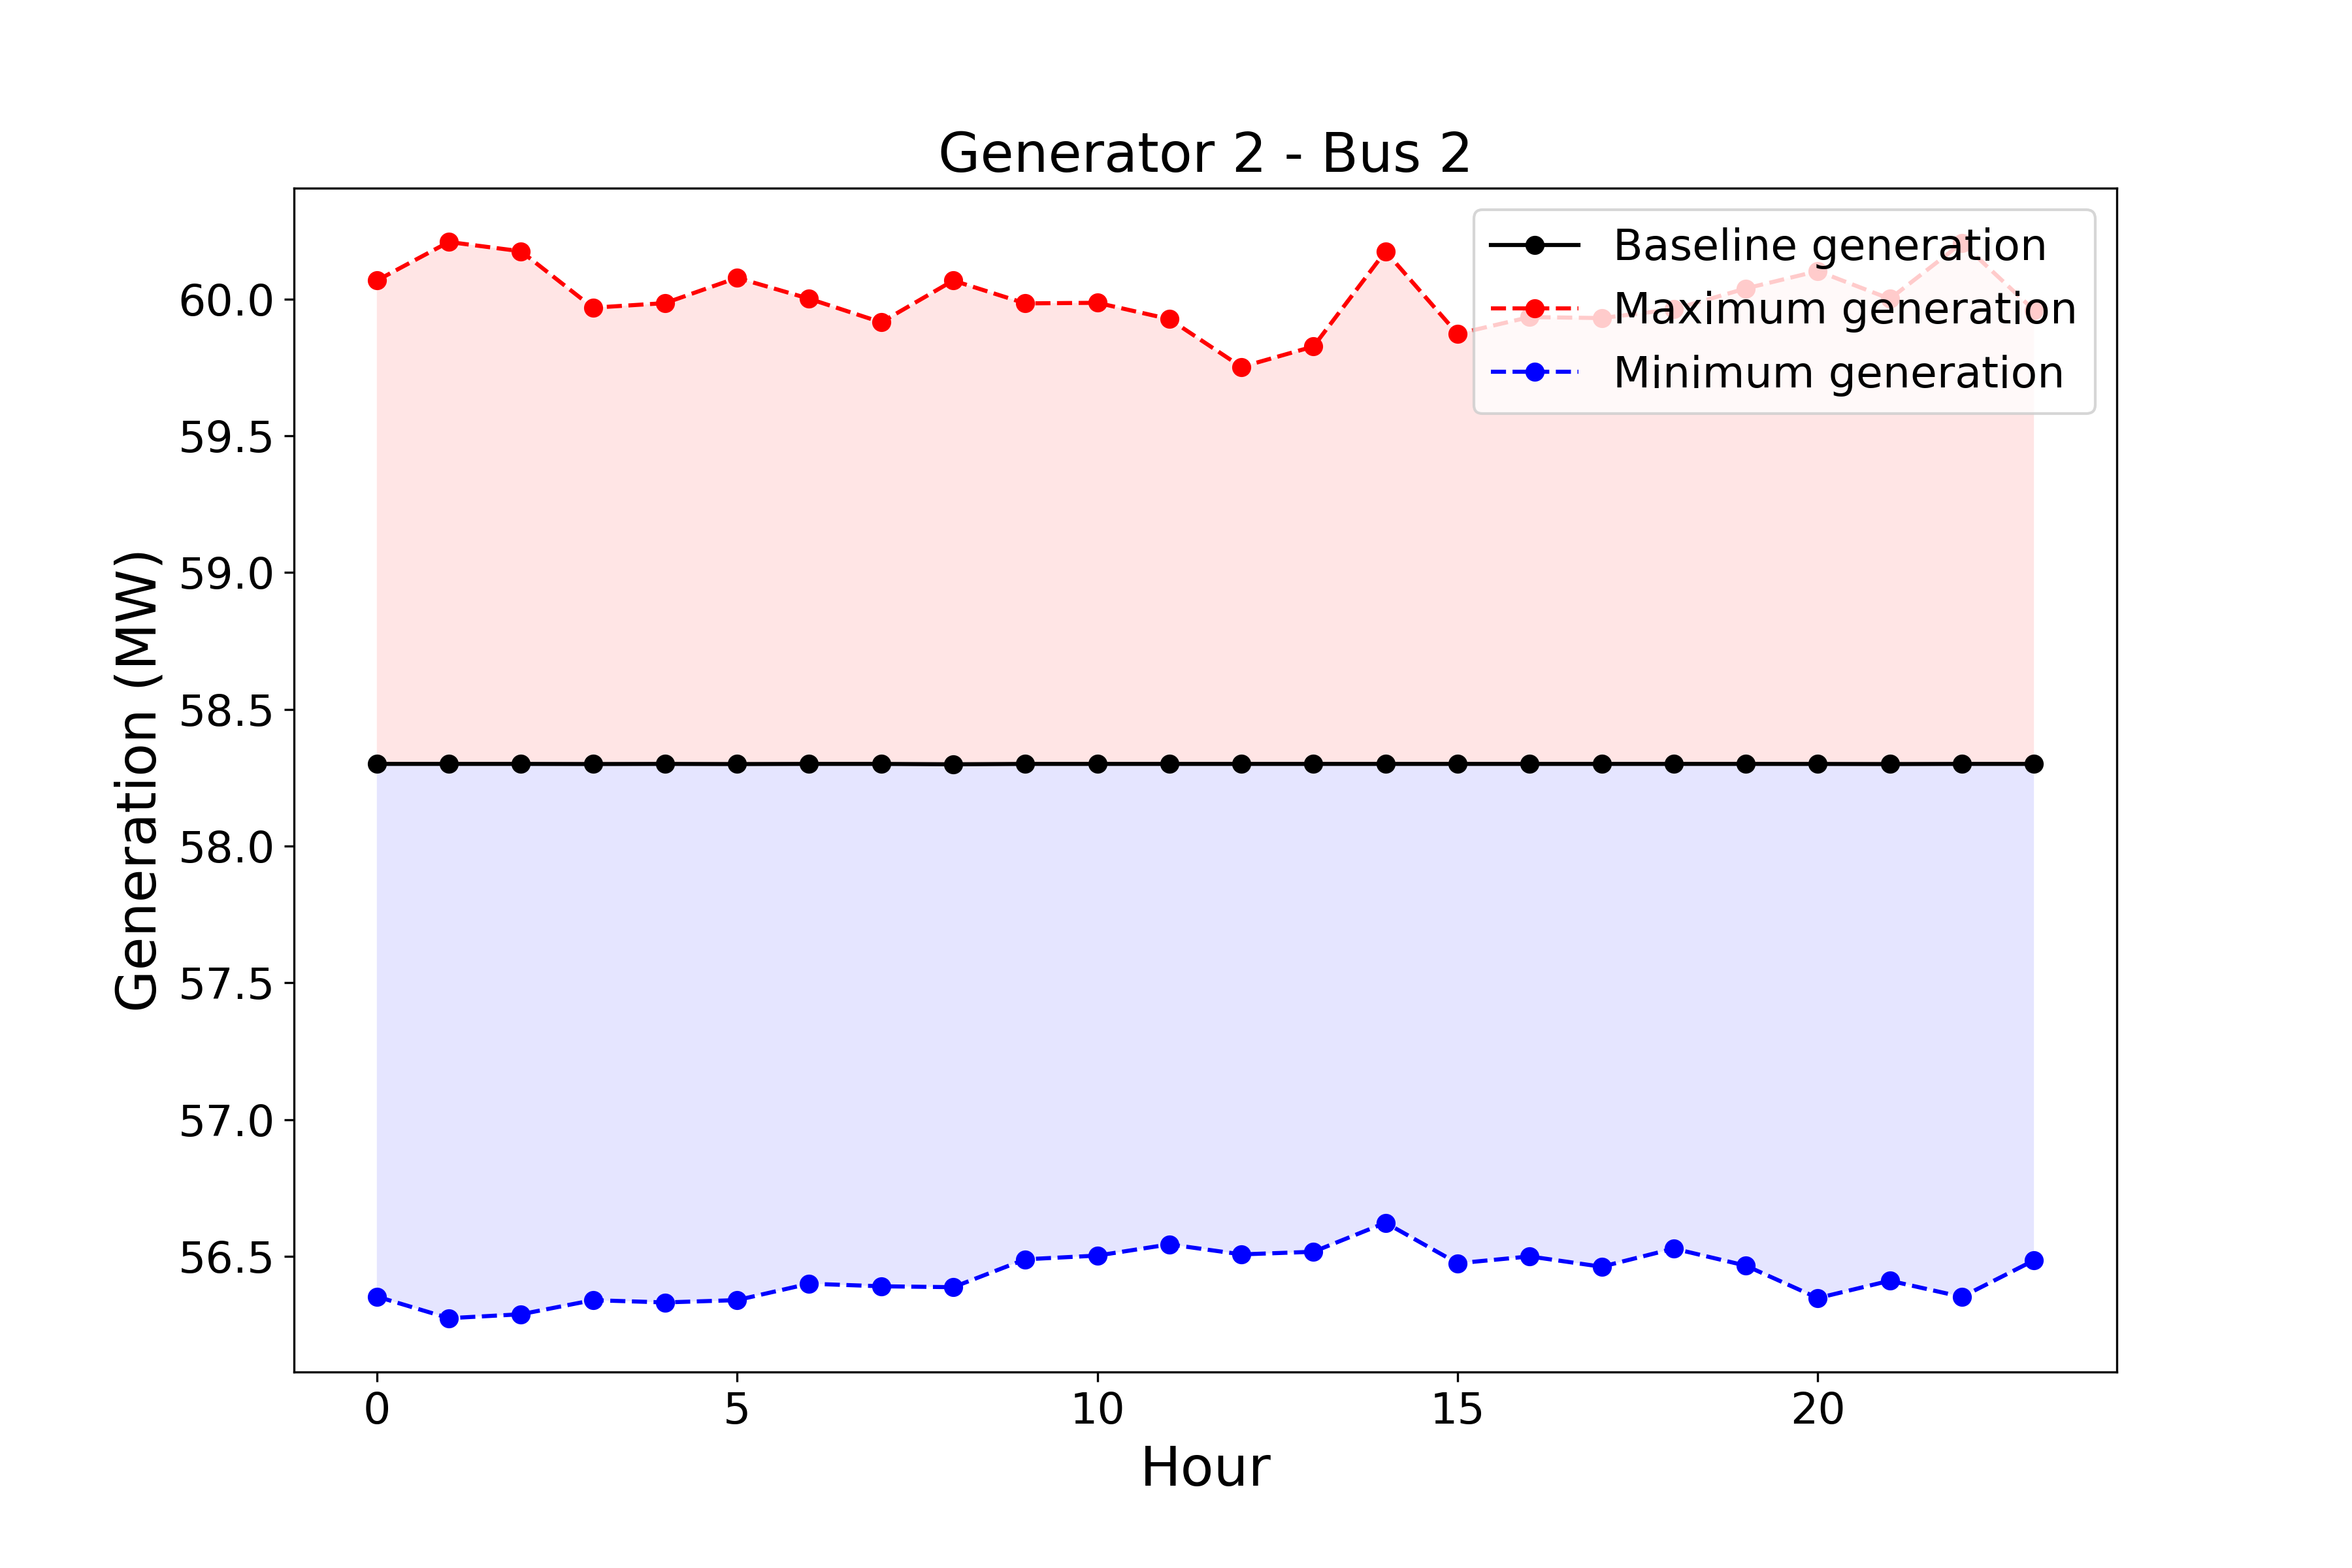 Generator 2 - Bus 2
Baseline generation
Maximum generation
Minimum generation
Generation (MW)
60.0
59.5
59.0
58.5
58.0
57.5
57.0
56.5
0 5 10 15 20
Hour